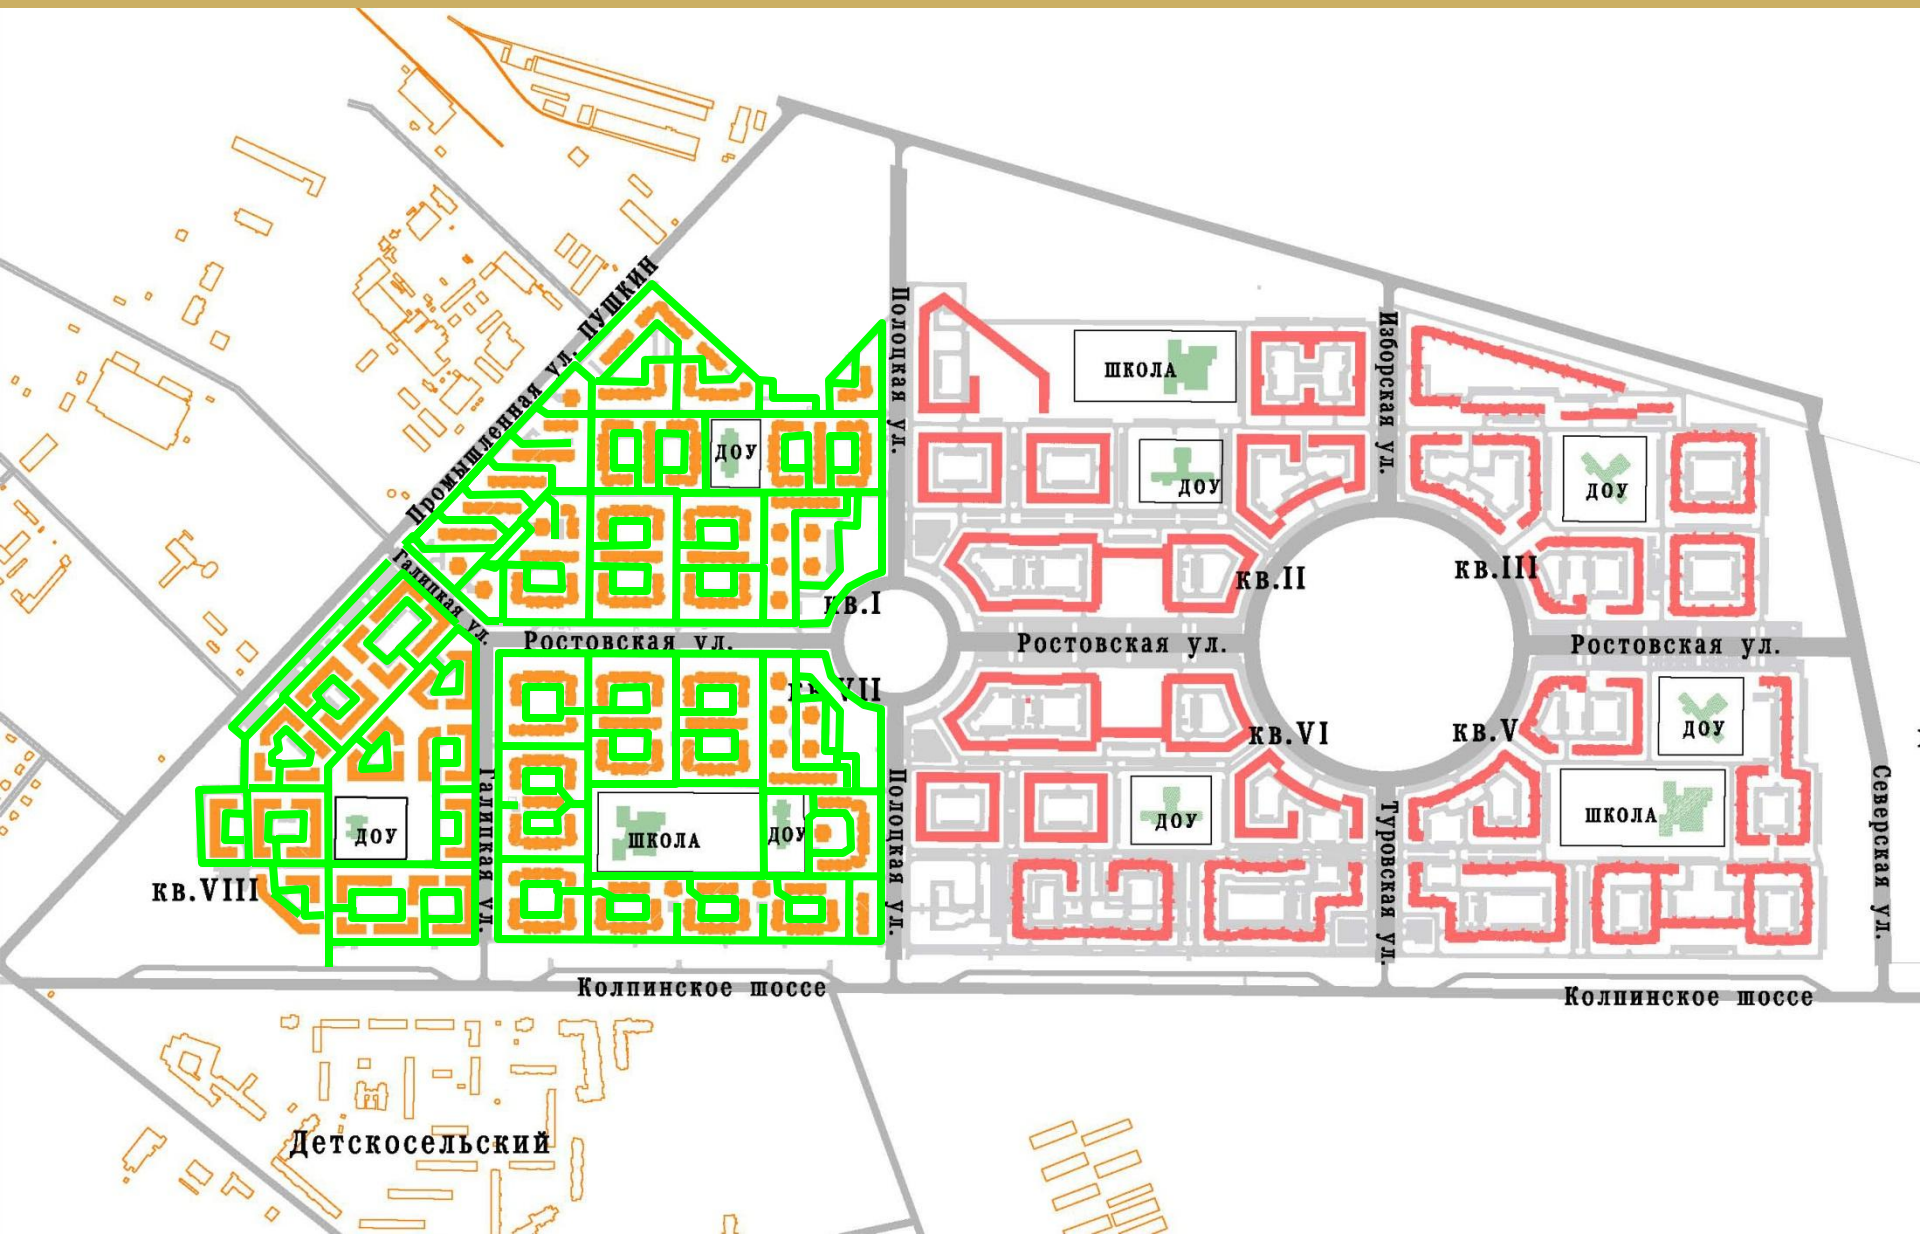 Промышленная ул. ПУШКИН
Полоцкая ул.
Изборская ул.
ШКОЛА
ДОУ
ДОУ
ДОУ
Галицкая ул.
кв.I
кв.II
кв.III
Ростовская ул.
Ростовская ул.
Ростовская ул.
кв.VII
кв.VI
кв.V
ДОУ
Галицкая ул.
Полоцкая ул.
Туровская ул.
Северская ул.
ДОУ
ШКОЛА
ДОУ
ДОУ
ШКОЛА
кв.VIII
Колпинское шоссе
Колпинское шоссе
Детскосельский